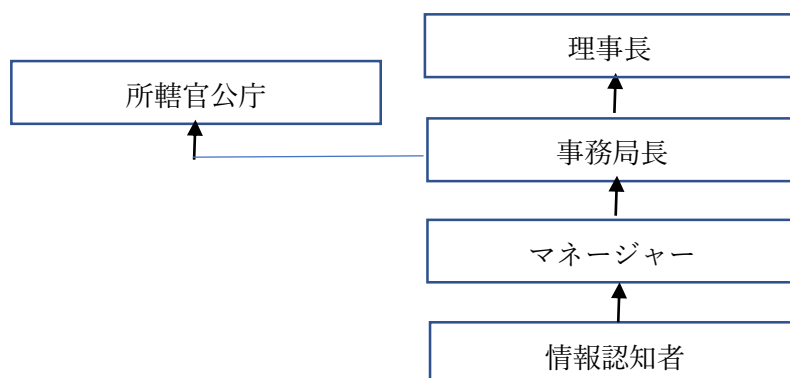 理事長
所轄官公庁
事務局長
マネージャー
情報認知者